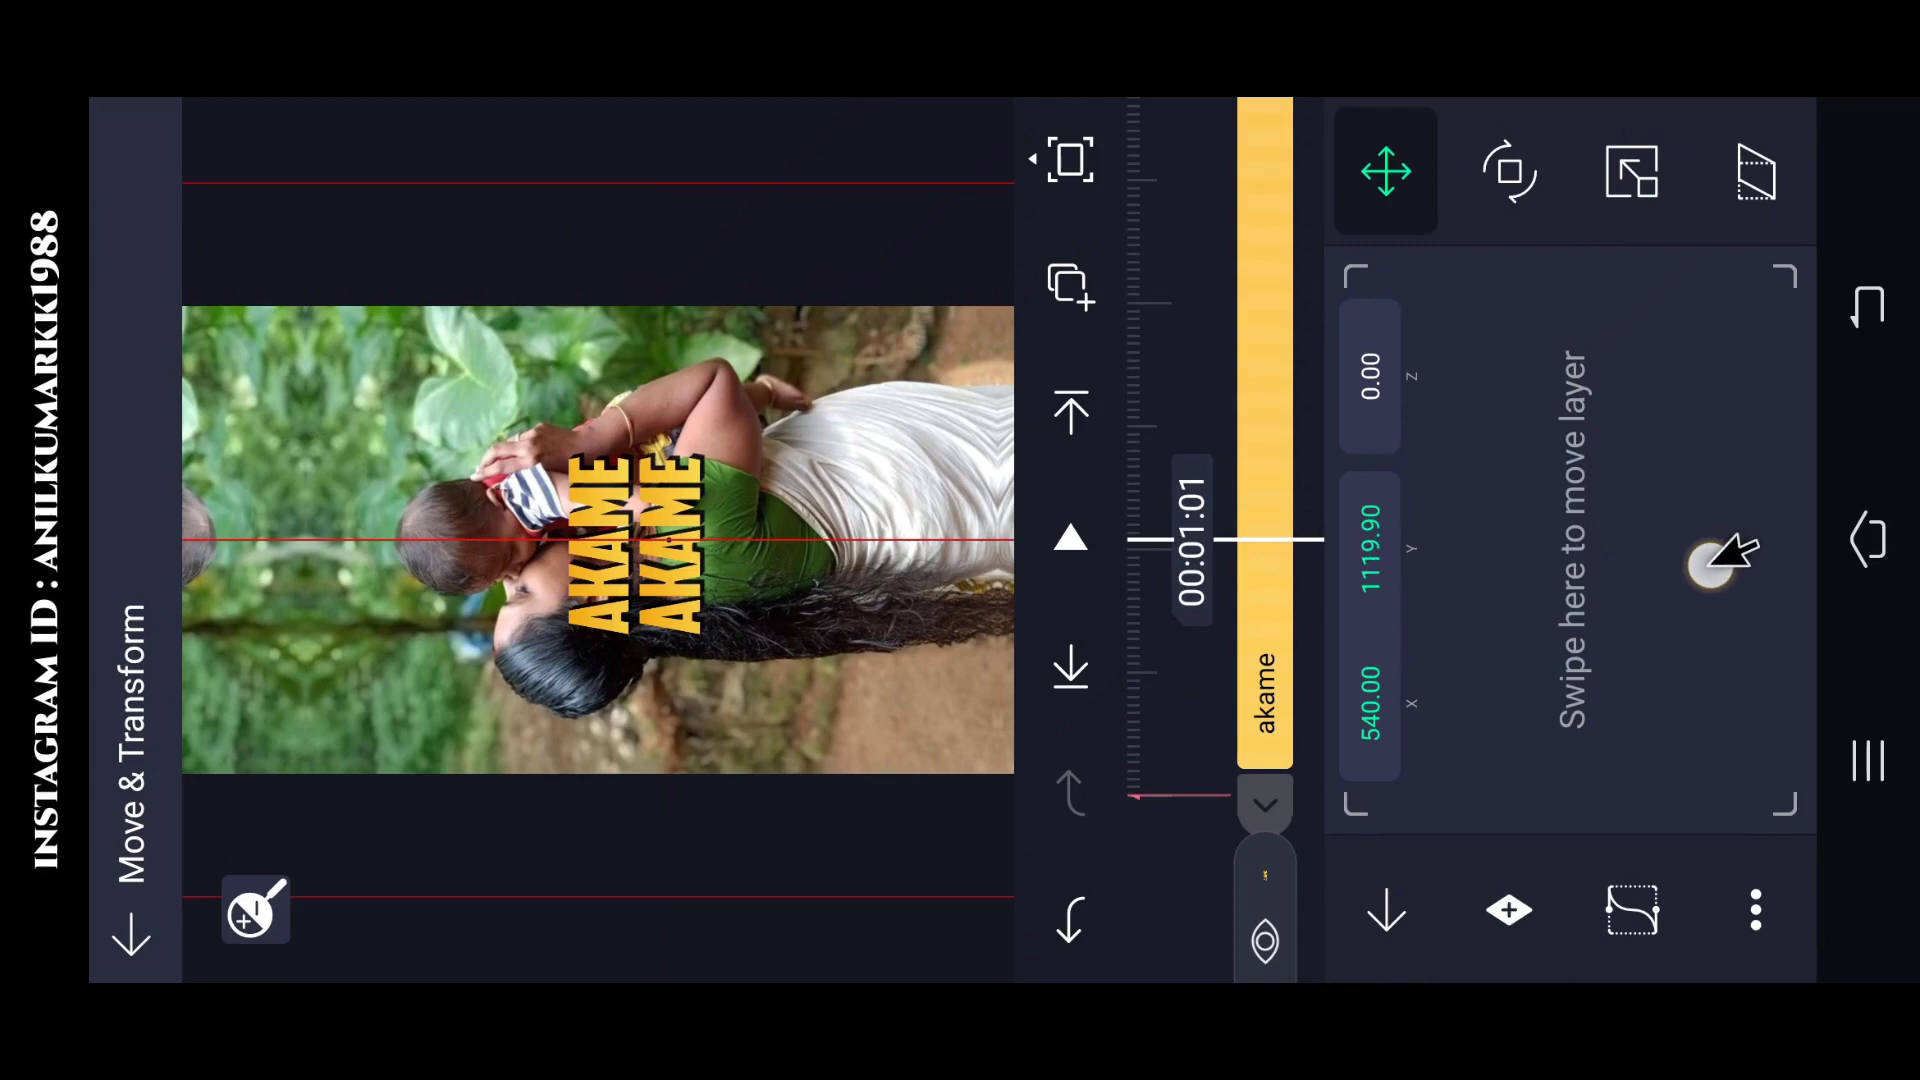 INSTAGRAM ID : ANILKUMARKKI988
Move & Transform
AKAME
AKAME
00:01:01
akame
540.00
1119.90
0.00
X
Y
Z
Swipe here to move layer